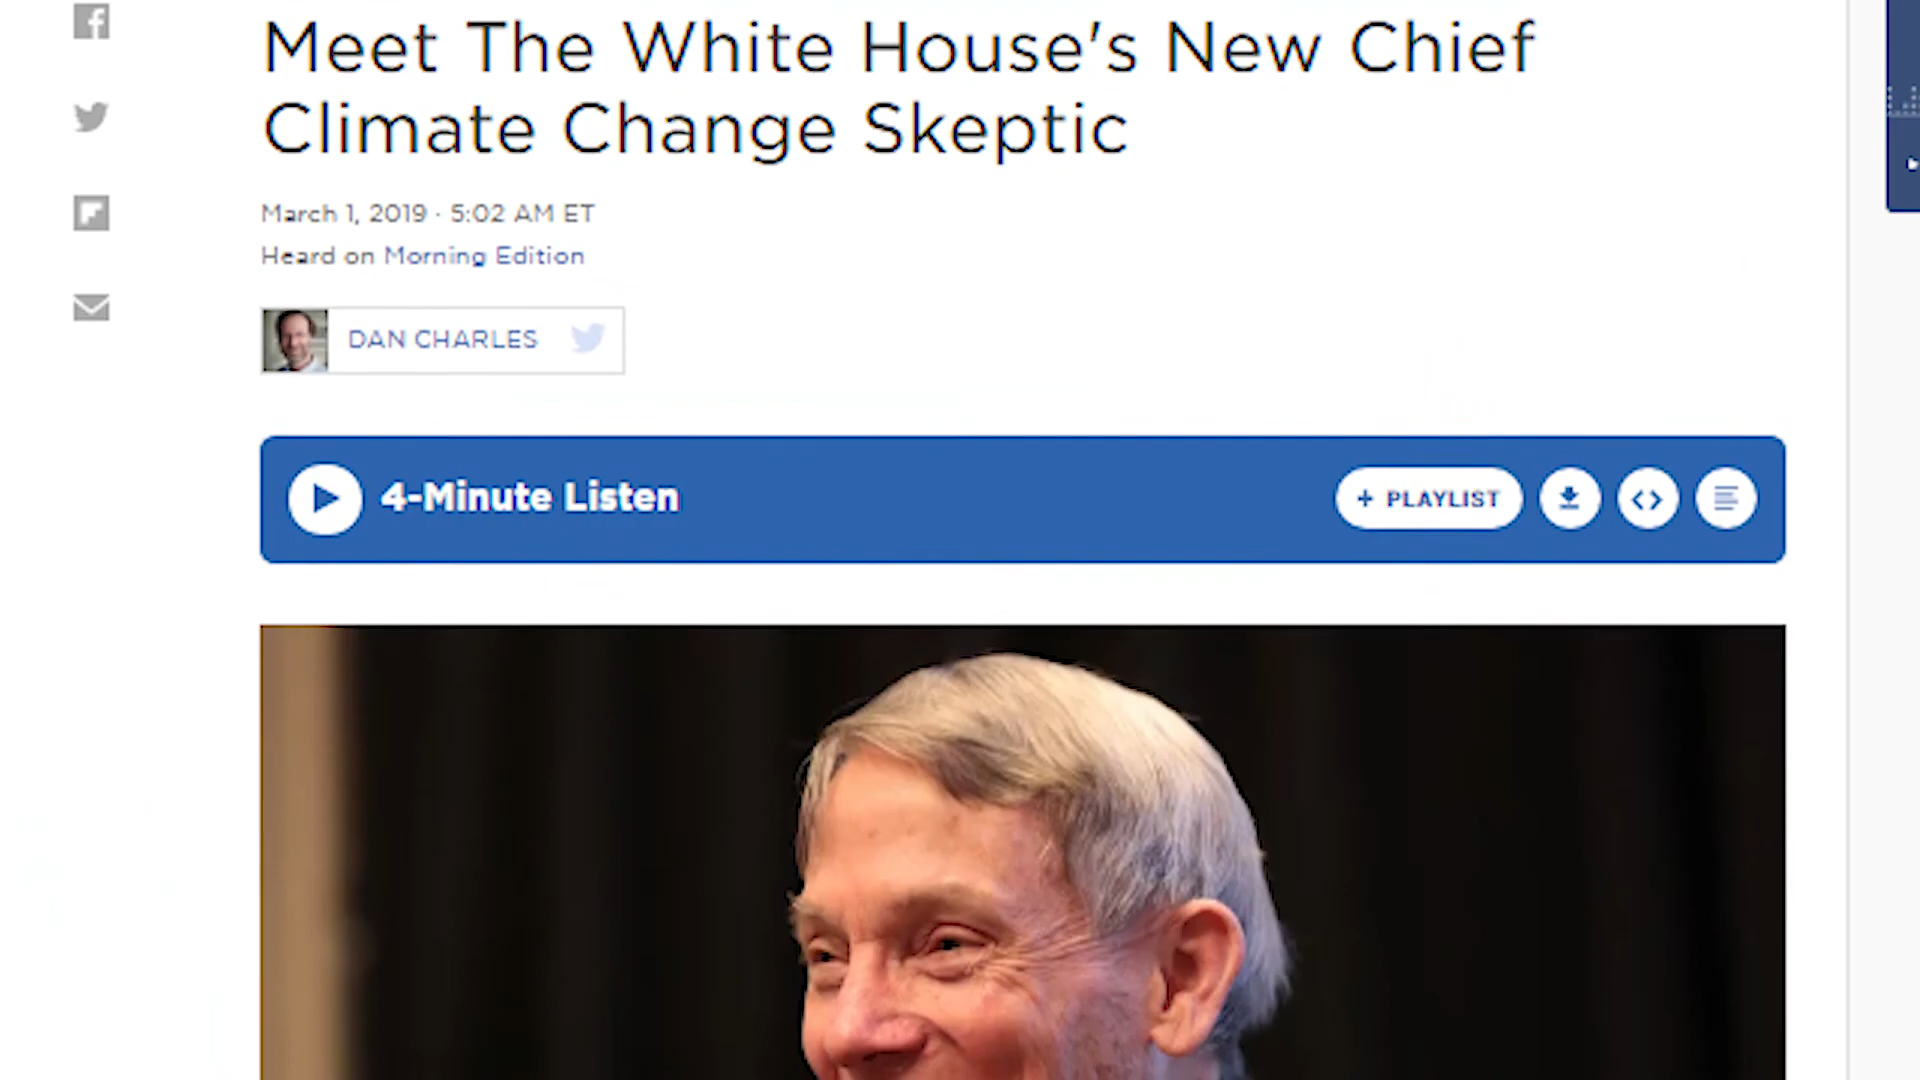 Meet The White House's New Chief
Climate Change Skeptic
March 1, 2019 · 5:02 AM ET
Heard on Morning Edition
DAN CHARLES
4-Minute Listen
+ PLAYLIST